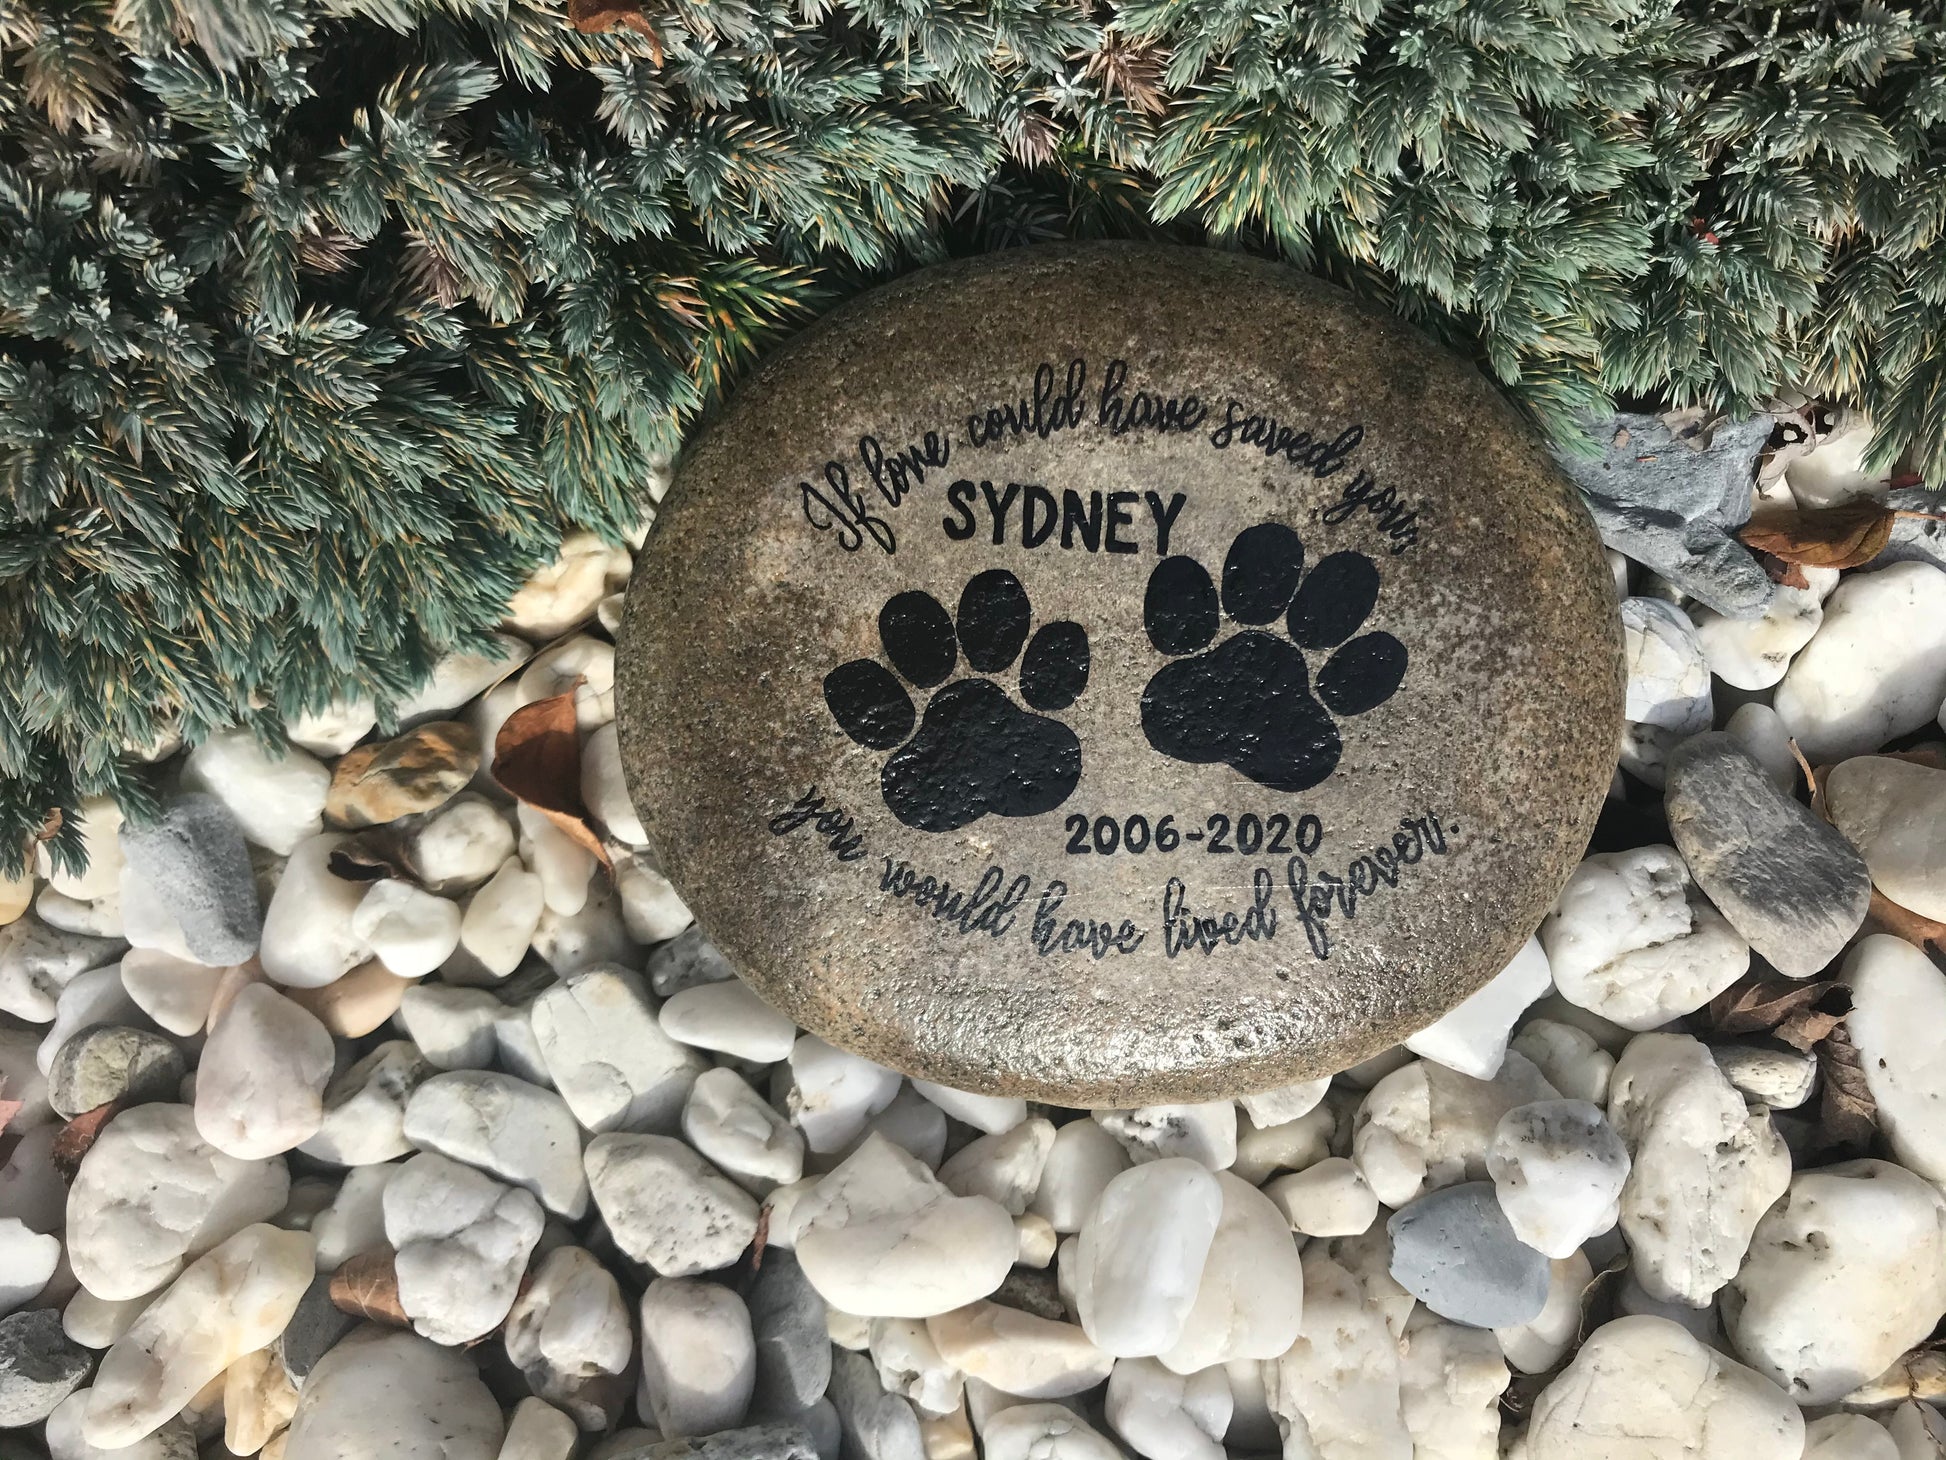 If love could have saved you,
SYDNEY
2006-2020
you would have lived forever.